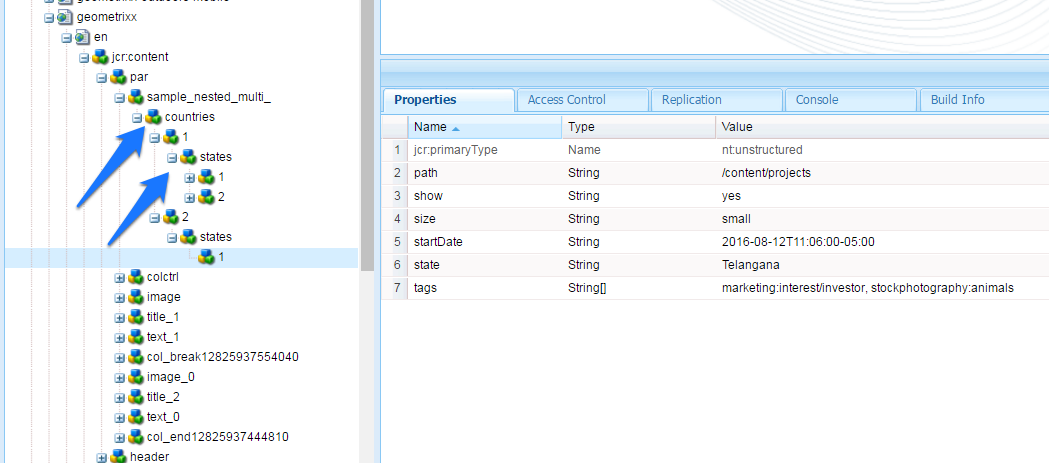 geometrixx
en
jcr:content
par
sample_nested_multi_
countries
1
states
1
2
2
states
1
colctrl
image
title_1
text_1
col_break12825937554040
image_0
title_2
text_0
col_end12825937444810
header
Properties Access Control Replication Console Build Info
Name Type Value
1 jcr:primaryType Name nt:unstructured
2 path String /content/projects
3 show String yes
4 size String small
5 startDate String 2016-08-12T11:06:00-05:00
6 state String Telangana
7 tags String[] marketing:interest/investor, stockphotography:animals